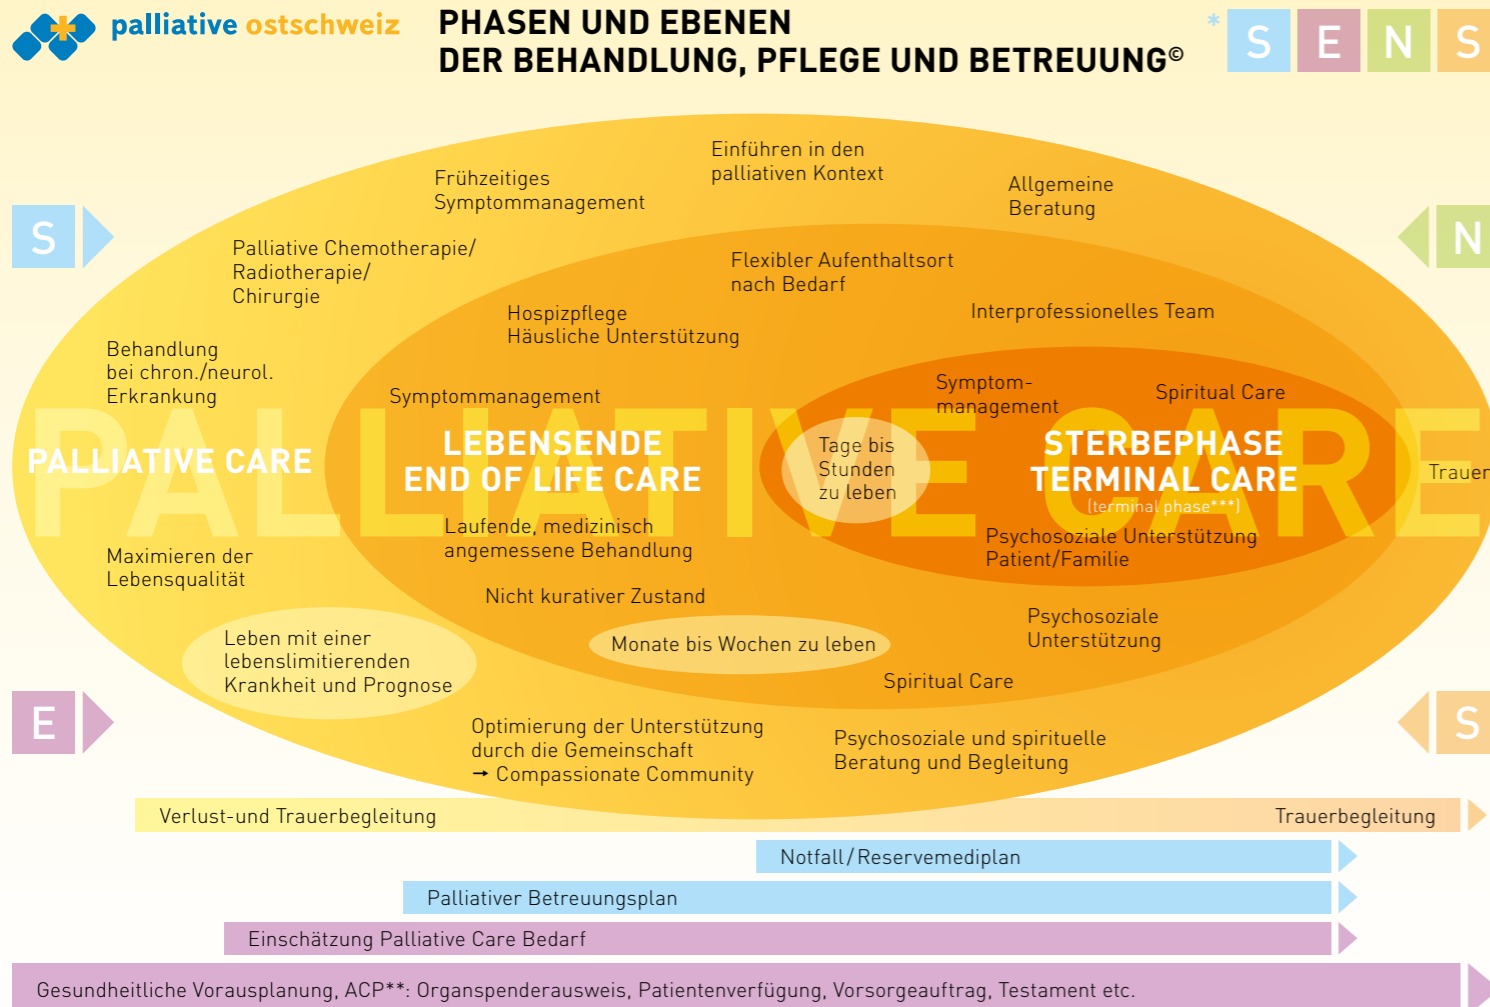 palliative ostschweiz
PHASEN UND EBENEN
DER BEHANDLUNG, PFLEGE UND BETREUUNG©
* S E N S
Einführen in den
palliativen Kontext
Frühzeitiges
Symptommanagement
Allgemeine
Beratung
S
N
Palliative Chemotherapie/
Radiotherapie/
Chirurgie
Flexibler Aufenthaltsort
nach Bedarf
Hospizpflege
Häusliche Unterstützung
Interprofessionelles Team
Behandlung
bei chron./neurol.
Erkrankung
Symptommanagement
Symptom-
management
Spiritual Care
PALLIATIVE CARE
PALLIATIVE CARE
LEBENSENDE
END OF LIFE CARE
Tage bis
Stunden
zu leben
STERBEPHASE
TERMINAL CARE
(terminal phase***)
Trauer
Laufende, medizinisch
angemessene Behandlung
Psychosoziale Unterstützung
Patient/Familie
Maximieren der
Lebensqualität
Nicht kurativer Zustand
Psychosoziale
Unterstützung
Leben mit einer
lebenslimitierenden
Krankheit und Prognose
Monate bis Wochen zu leben
Spiritual Care
E
S
Optimierung der Unterstützung
durch die Gemeinschaft
→ Compassionate Community
Psychosoziale und spirituelle
Beratung und Begleitung
Verlust-und Trauerbegleitung
Trauerbegleitung
Notfall/Reservemediplan
Palliativer Betreuungsplan
Einschätzung Palliative Care Bedarf
Gesundheitliche Vorausplanung, ACP**: Organspenderausweis, Patientenverfügung, Vorsorgeauftrag, Testament etc.